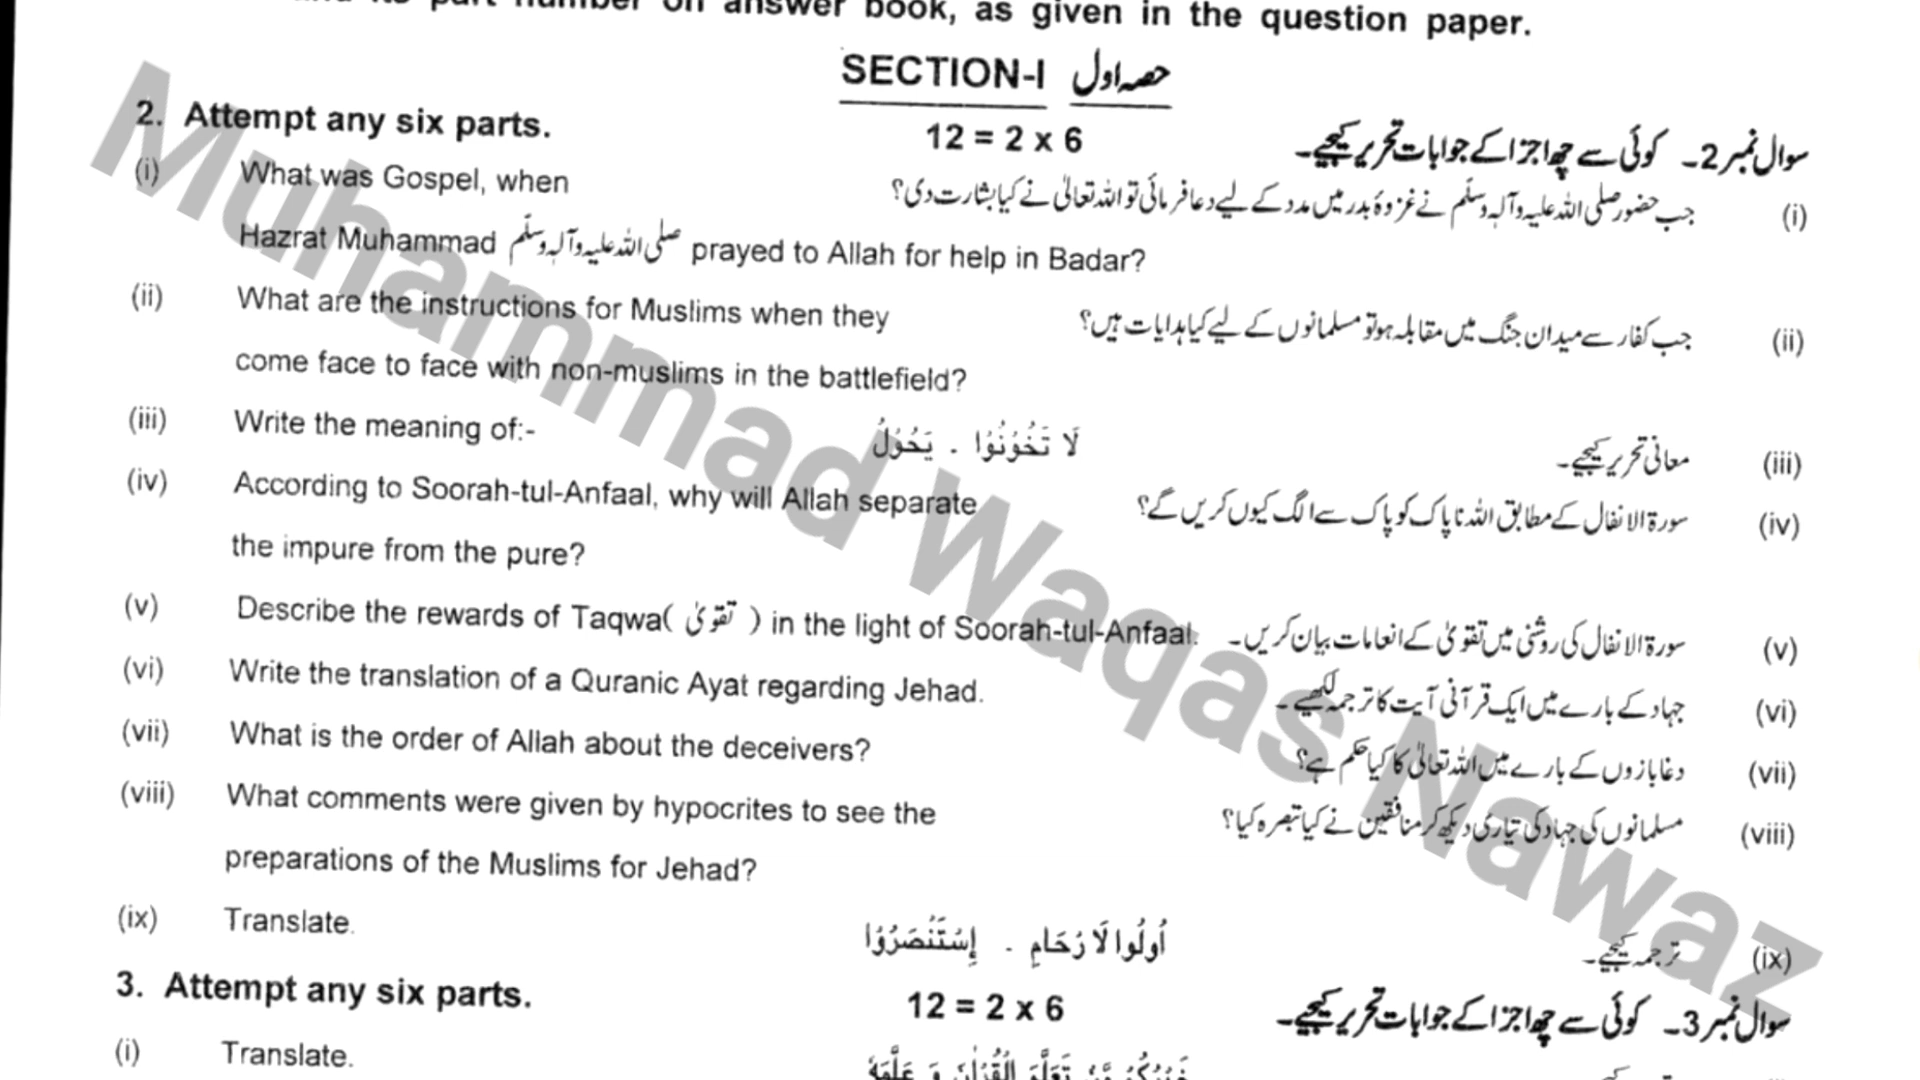 and its part number on answer book, as given in the question paper.
SECTION-I حصہ اول
2. Attempt any six parts. 12 = 2 x 6 سوال نمبر 2۔ کوئی سے چھ اجزا کے جوابات تحریر کیجیے۔
(i) What was Gospel, when جب حضور صلی اللہ علیہ وآلہٖ وسلّم نے غزوۂ بدر میں مدد کے لیے دعا فرمائی تو اللہ تعالیٰ نے کیا بشارت دی؟ (i)
Hazrat Muhammad صلی اللہ علیہ وآلہٖ وسلّم prayed to Allah for help in Badar?
(ii) What are the instructions for Muslims when they جب کفار سے میدان جنگ میں مقابلہ ہو تو مسلمانوں کے لیے کیا ہدایات ہیں؟ (ii)
come face to face with non-muslims in the battlefield?
(iii) Write the meaning of:- لَا تَخُوْنُوْا ۔ يَحُوْلُ معانی تحریر کیجیے۔ (iii)
(iv) According to Soorah-tul-Anfaal, why will Allah separate سورۃ الانفال کے مطابق اللہ ناپاک کو پاک سے الگ کیوں کریں گے؟ (iv)
the impure from the pure?
(v) Describe the rewards of Taqwa( تقویٰ ) in the light of Soorah-tul-Anfaal. سورۃ الانفال کی روشنی میں تقویٰ کے انعامات بیان کریں۔ (v)
(vi) Write the translation of a Quranic Ayat regarding Jehad. جہاد کے بارے میں ایک قرآنی آیت کا ترجمہ لکھیے۔ (vi)
(vii) What is the order of Allah about the deceivers? دغا بازوں کے بارے میں اللہ تعالیٰ کا کیا حکم ہے؟ (vii)
(viii) What comments were given by hypocrites to see the مسلمانوں کی جہاد کی تیاری دیکھ کر منافقین نے کیا تبصرہ کیا؟ (viii)
preparations of the Muslims for Jehad?
(ix) Translate. اُولُوا لَارْحَامِ ۔ اِسْتَنْصَرُوْا ترجمہ کیجیے۔ (ix)
3. Attempt any six parts. 12 = 2 x 6 سوال نمبر 3۔ کوئی سے چھ اجزا کے جوابات تحریر کیجیے۔
(i) Translate. خَيْرُكُمْ مَّنْ تَعَلَّمَ الْقُرْاٰنَ وَ عَلَّمَهٗ
Muhammad Waqas Nawaz